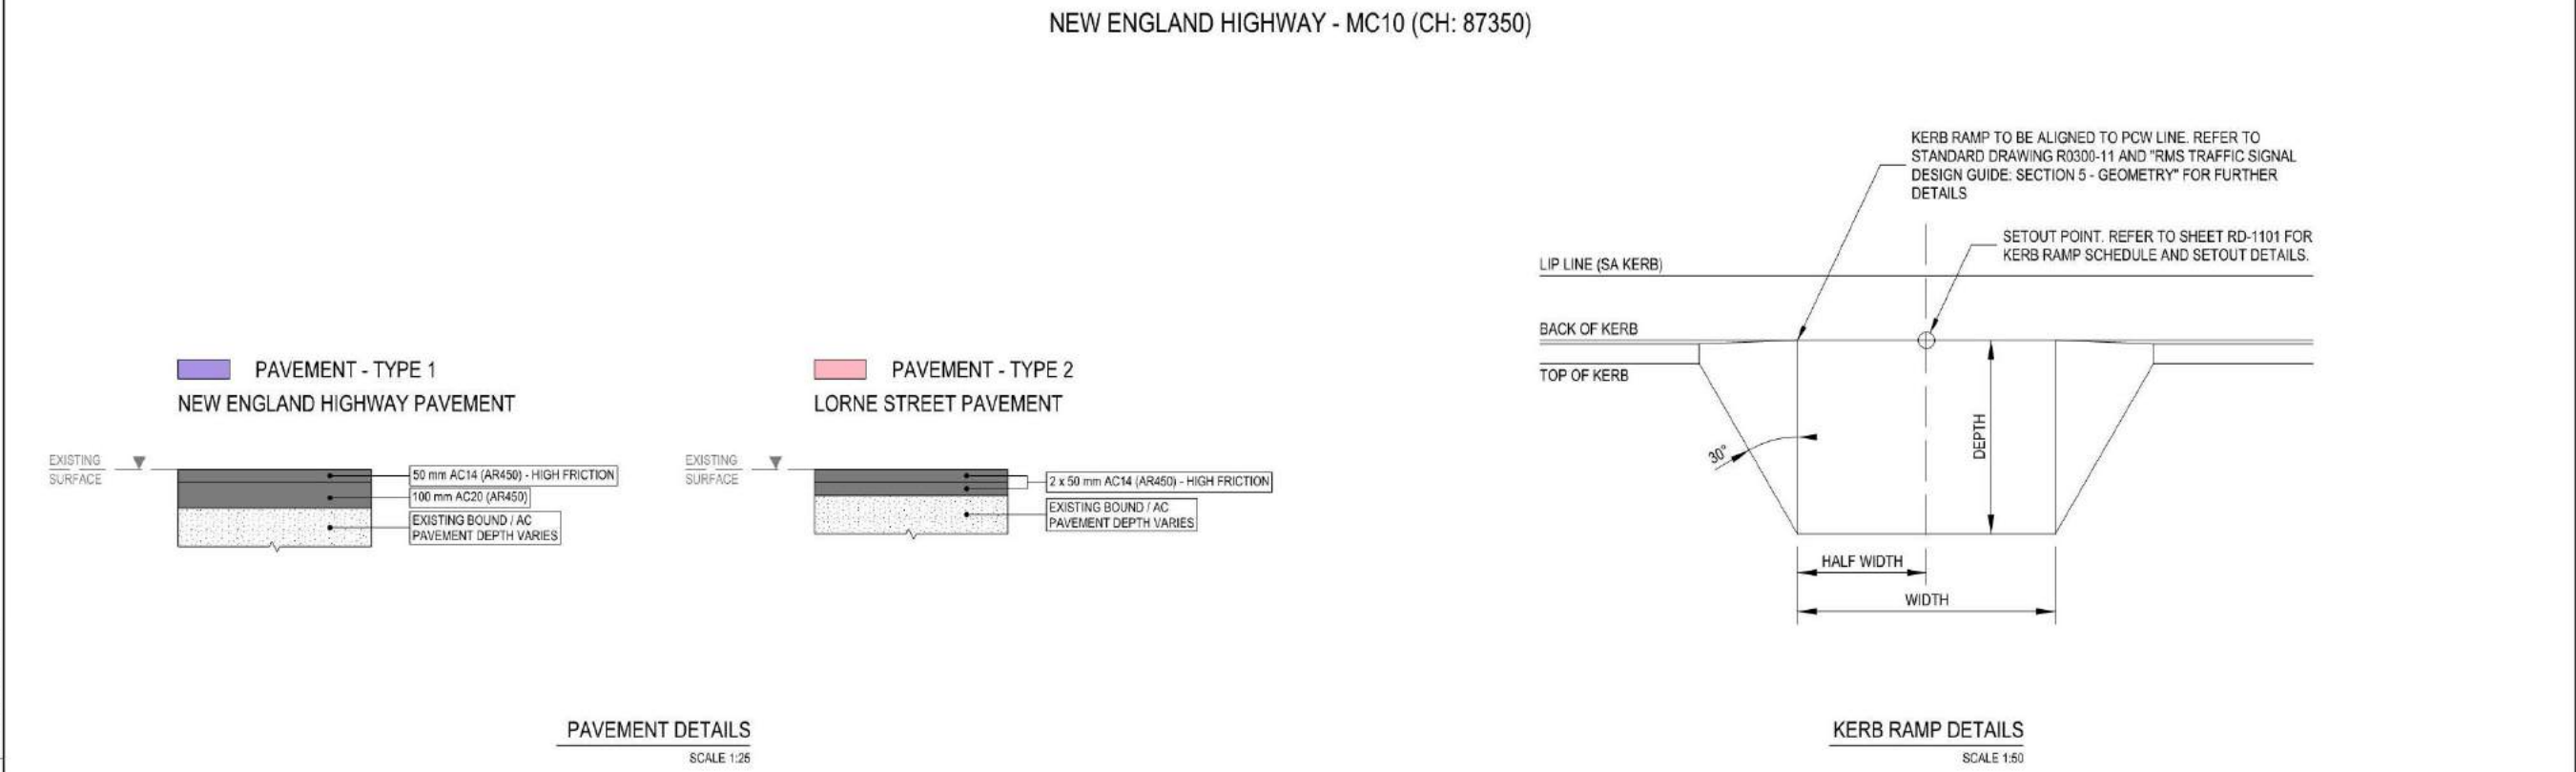 NEW ENGLAND HIGHWAY - MC10 (CH: 87350)
PAVEMENT - TYPE 1
NEW ENGLAND HIGHWAY PAVEMENT
EXISTING
SURFACE
50 mm AC14 (AR450) - HIGH FRICTION
100 mm AC20 (AR450)
EXISTING BOUND / AC
PAVEMENT DEPTH VARIES
PAVEMENT - TYPE 2
LORNE STREET PAVEMENT
EXISTING
SURFACE
2 x 50 mm AC14 (AR450) - HIGH FRICTION
EXISTING BOUND / AC
PAVEMENT DEPTH VARIES
PAVEMENT DETAILS
SCALE 1:25
KERB RAMP TO BE ALIGNED TO PCW LINE. REFER TO
STANDARD DRAWING R0300-11 AND "RMS TRAFFIC SIGNAL
DESIGN GUIDE: SECTION 5 - GEOMETRY" FOR FURTHER
DETAILS
SETOUT POINT. REFER TO SHEET RD-1101 FOR
KERB RAMP SCHEDULE AND SETOUT DETAILS.
LIP LINE (SA KERB)
BACK OF KERB
TOP OF KERB
30°
DEPTH
HALF WIDTH
WIDTH
KERB RAMP DETAILS
SCALE 1:50